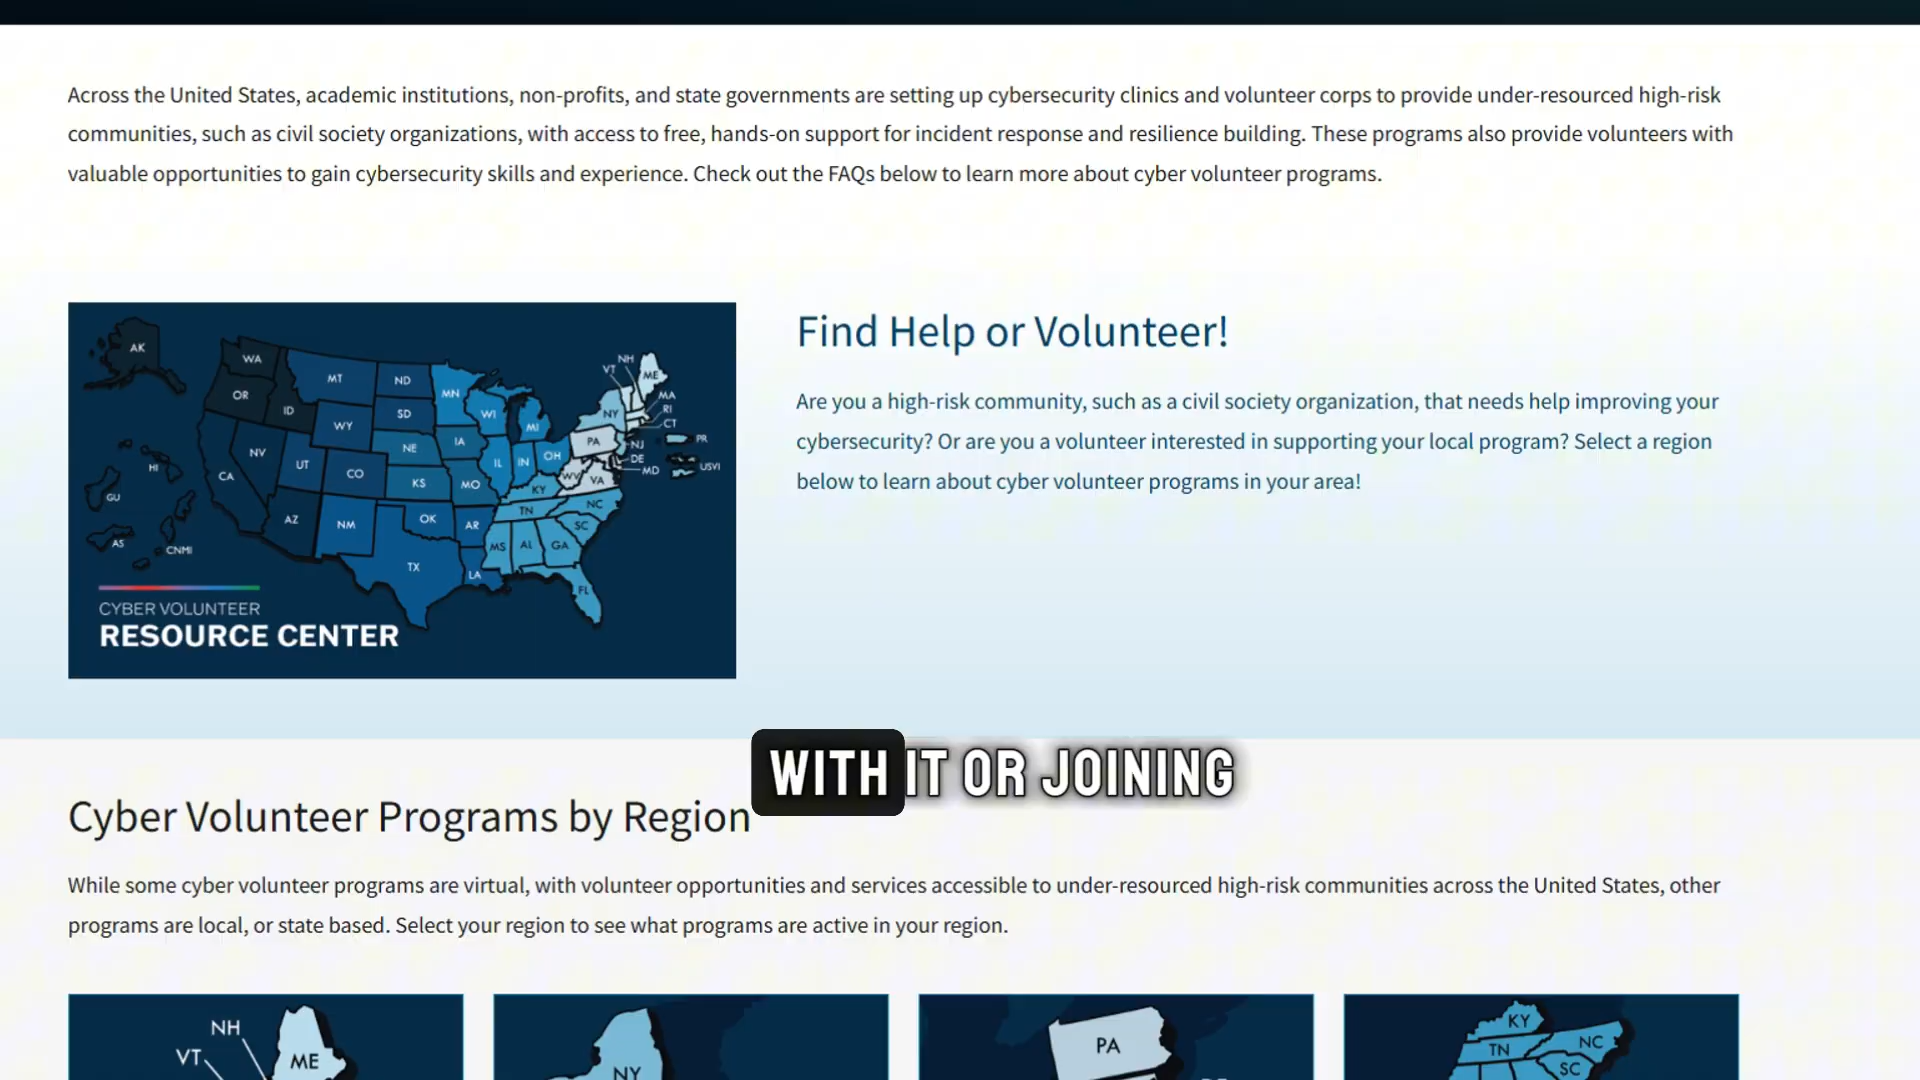 Across the United States, academic institutions, non-profits, and state governments are setting up cybersecurity clinics and volunteer corps to provide under-resourced high-risk
communities, such as civil society organizations, with access to free, hands-on support for incident response and resilience building. These programs also provide volunteers with
valuable opportunities to gain cybersecurity skills and experience. Check out the FAQs below to learn more about cyber volunteer programs.
AK
WA
OR
ID
MT
ND
MN
SD
WY
WI
MI
NV
UT
CA
CO
NE
IA
IL
IN
OH
KS
MO
KY
WV
VA
PA
NY
VT
NH
ME
MA
RI
CT
NJ
DE
MD
PR
USVI
AZ
NM
OK
AR
TN
NC
SC
MS
AL
GA
TX
LA
FL
HI
GU
AS
CNMI
CYBER VOLUNTEER
RESOURCE CENTER
Find Help or Volunteer!
Are you a high-risk community, such as a civil society organization, that needs help improving your
cybersecurity? Or are you a volunteer interested in supporting your local program? Select a region
below to learn about cyber volunteer programs in your area!
WITH IT OR JOINING
Cyber Volunteer Programs by Region
While some cyber volunteer programs are virtual, with volunteer opportunities and services accessible to under-resourced high-risk communities across the United States, other
programs are local, or state based. Select your region to see what programs are active in your region.
NH
VT
ME
NY
PA
KY
TN
NC
SC